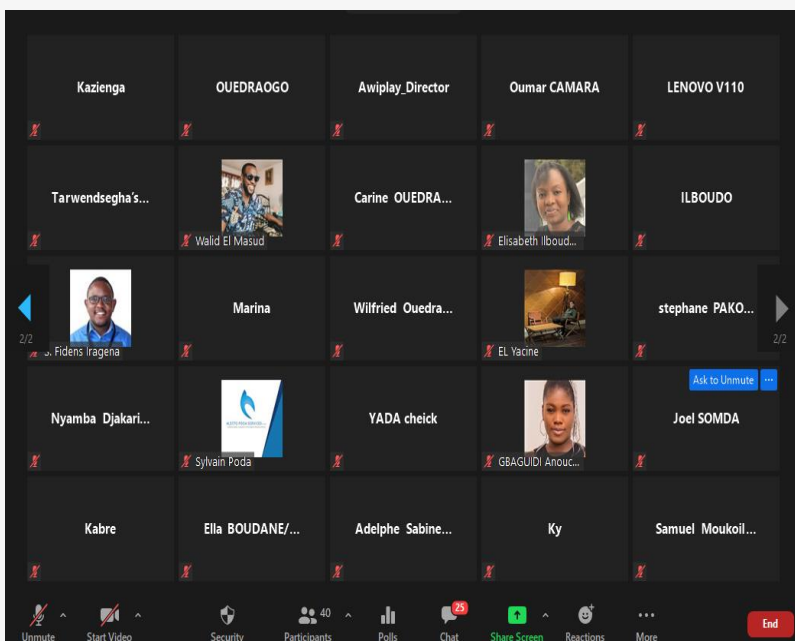 Kazienga
OUEDRAOGO
Awiplay_Director
Oumar CAMARA
LENOVO V110
Tarwendsegha's...
Walid El Masud
Carine OUEDRA...
Elisabeth Ilboud...
ILBOUDO
2/2
S. Fidens Iragena
Marina
Wilfried Ouedra...
EL Yacine
stephane PAKO...
2/2
Nyamba Djakari...
Sylvain Poda
YADA cheick
GBAGUIDI Anouc...
Ask to Unmute ...
Joel SOMDA
Kabre
Ella BOUDANE/...
Adelphe Sabine...
Ky
Samuel Moukoil...
Unmute
Start Video
Security
Participants
40
Polls
Chat
25
Share Screen
Reactions
More
End